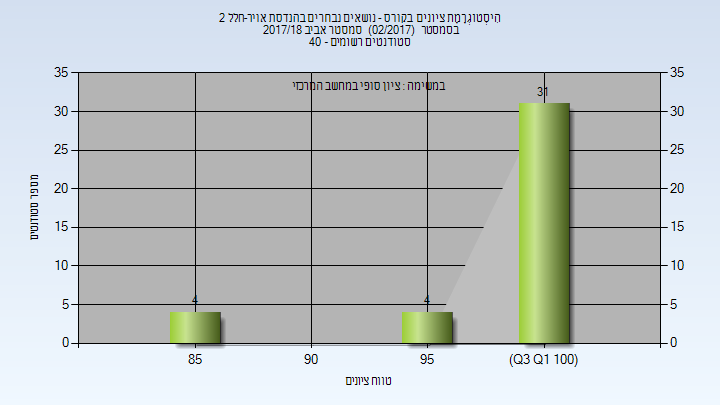 הִיסְטוֹגְרָמַת ציונים בקורס - נושאים נבחרים בהנדסת אויר-חלל 2
בסמסטר (02/2017) סמסטר אביב 2017/18
סטודנטים רשומים - 40
במשימה : ציון סופי במחשב המרכזי
35 35
30 30
25 25
20 20
15 15
10 10
5 5
0 0
31
4 4
מספר סטודנטים
85 90 95 (Q3 Q1 100)
טווח ציונים